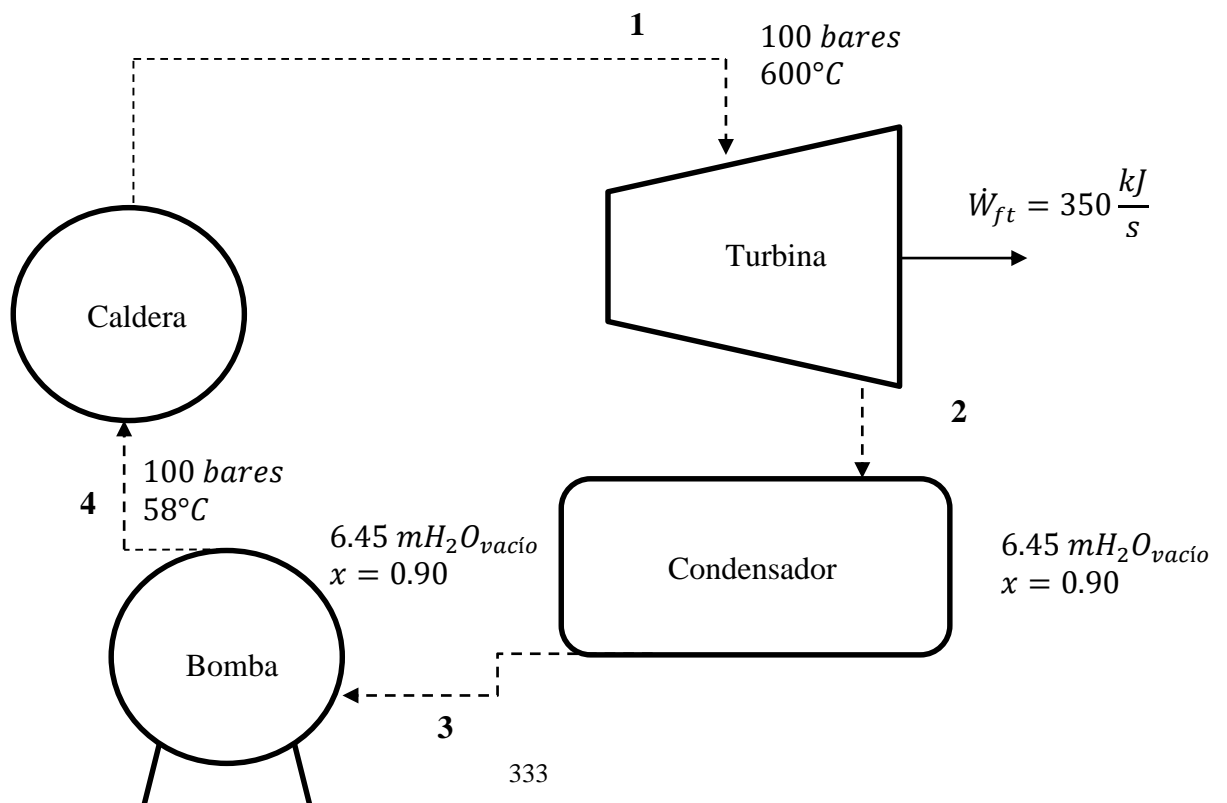 1
100 bares
600°C
Ẇ_ft = 350 kJ/s
Turbina
Caldera
2
100 bares
58°C
4
6.45 mH₂O_vacío
x = 0.90
Condensador
6.45 mH₂O_vacío
x = 0.90
Bomba
3
333